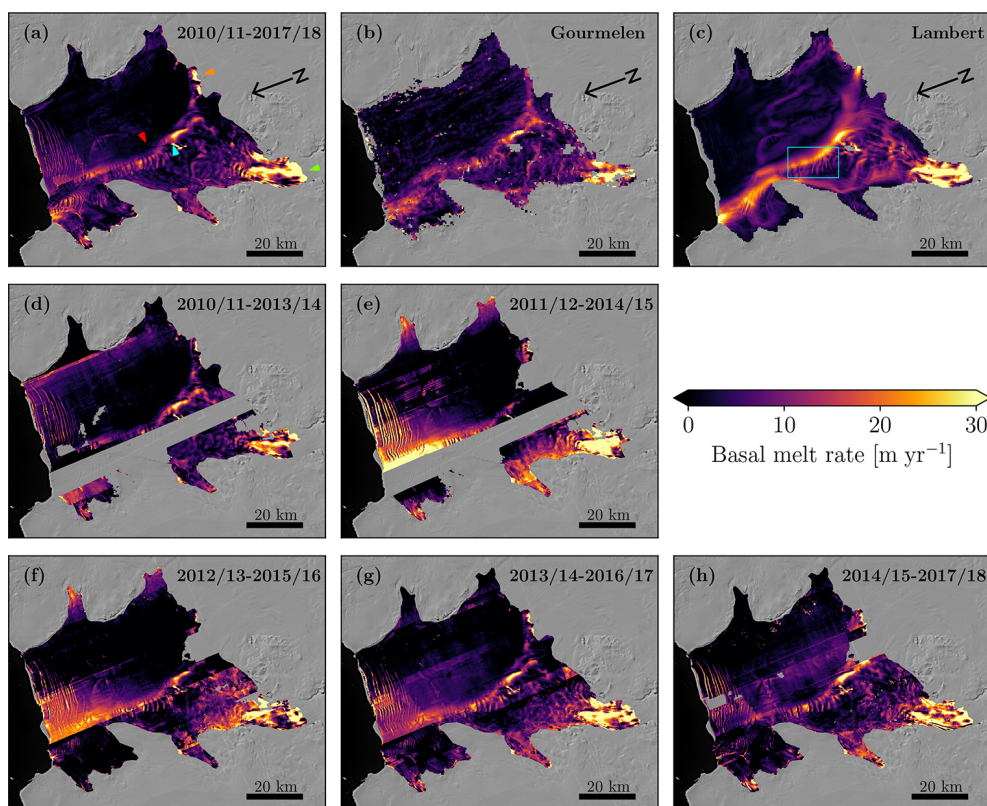 (a) 2010/11-2017/18
N
20 km
(b) Gourmelen
N
20 km
(c) Lambert
N
20 km
(d) 2010/11-2013/14
20 km
(e) 2011/12-2014/15
20 km
0 10 20 30
Basal melt rate [m yr⁻¹]
(f) 2012/13-2015/16
20 km
(g) 2013/14-2016/17
20 km
(h) 2014/15-2017/18
20 km